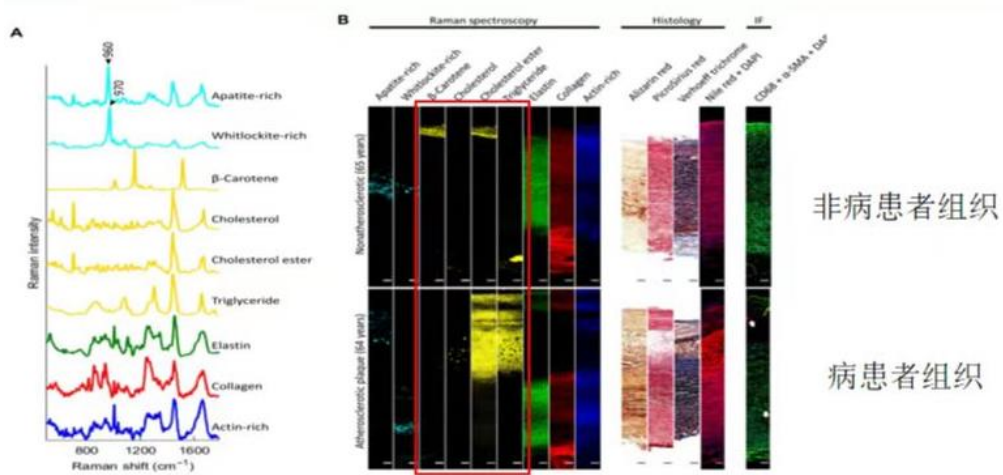 A
960
970
Apatite-rich
Whitlockite-rich
β-Carotene
Cholesterol
Cholesterol ester
Triglyceride
Elastin
Collagen
Actin-rich
Raman intensity
800 1200 1600
Raman shift (cm⁻¹)
B
Raman spectroscopy
Histology
IF
Apatite-rich
Whitlockite-rich
β-Carotene
Cholesterol
Cholesterol ester
Triglyceride
Elastin
Collagen
Actin-rich
Alizarin red
PicroSirius red
Verhoeff trichrome
Nile red + DAPI
CD68 + α-SMA + DAP
Nonatherosclerotic (65 years)
Atherosclerotic plaque (64 years)
非病患者组织
病患者组织